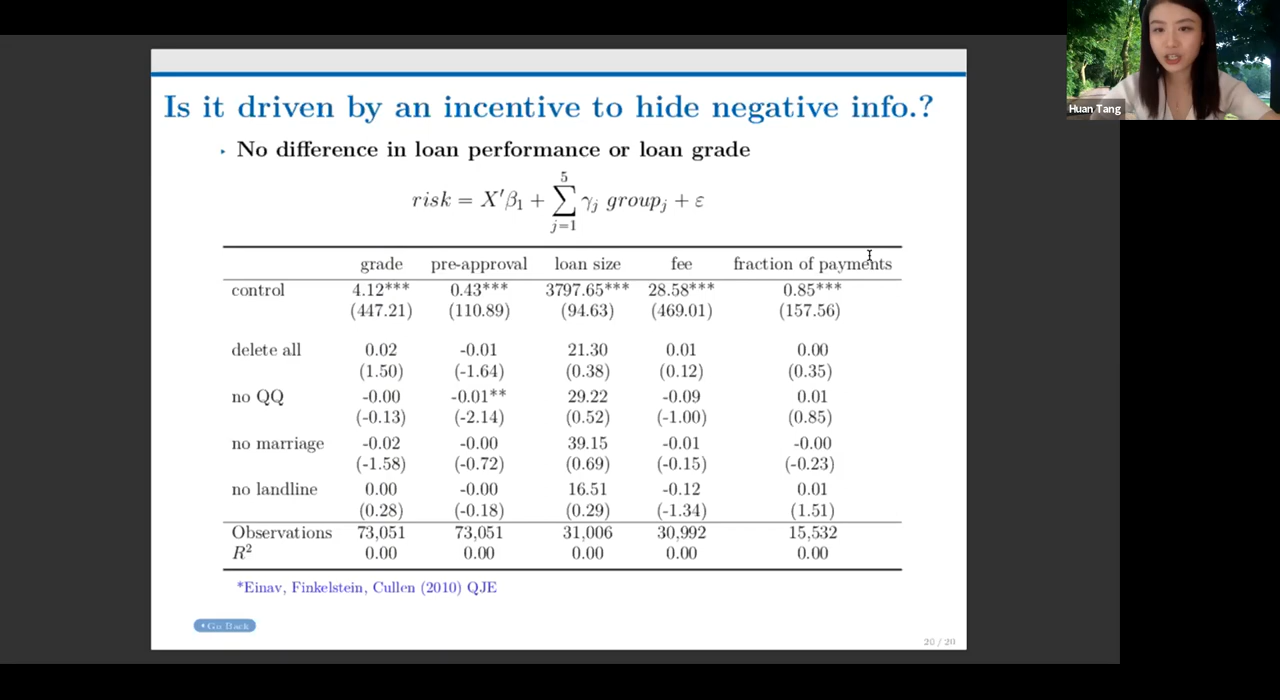 Huan Tang
Is it driven by an incentive to hide negative info.?
‣ No difference in loan performance or loan grade
risk = X′β₁ + ∑_{j=1}^{5} γⱼ groupⱼ + ε
grade pre-approval loan size fee fraction of payments
control 4.12*** 0.43*** 3797.65*** 28.58*** 0.85***
(447.21) (110.89) (94.63) (469.01) (157.56)
delete all 0.02 -0.01 21.30 0.01 0.00
(1.50) (-1.64) (0.38) (0.12) (0.35)
no QQ -0.00 -0.01** 29.22 -0.09 0.01
(-0.13) (-2.14) (0.52) (-1.00) (0.85)
no marriage -0.02 -0.00 39.15 -0.01 -0.00
(-1.58) (-0.72) (0.69) (-0.15) (-0.23)
no landline 0.00 -0.00 16.51 -0.12 0.01
(0.28) (-0.18) (0.29) (-1.34) (1.51)
Observations 73,051 73,051 31,006 30,992 15,532
R² 0.00 0.00 0.00 0.00 0.00
*Einav, Finkelstein, Cullen (2010) QJE
Go Back
20 / 20